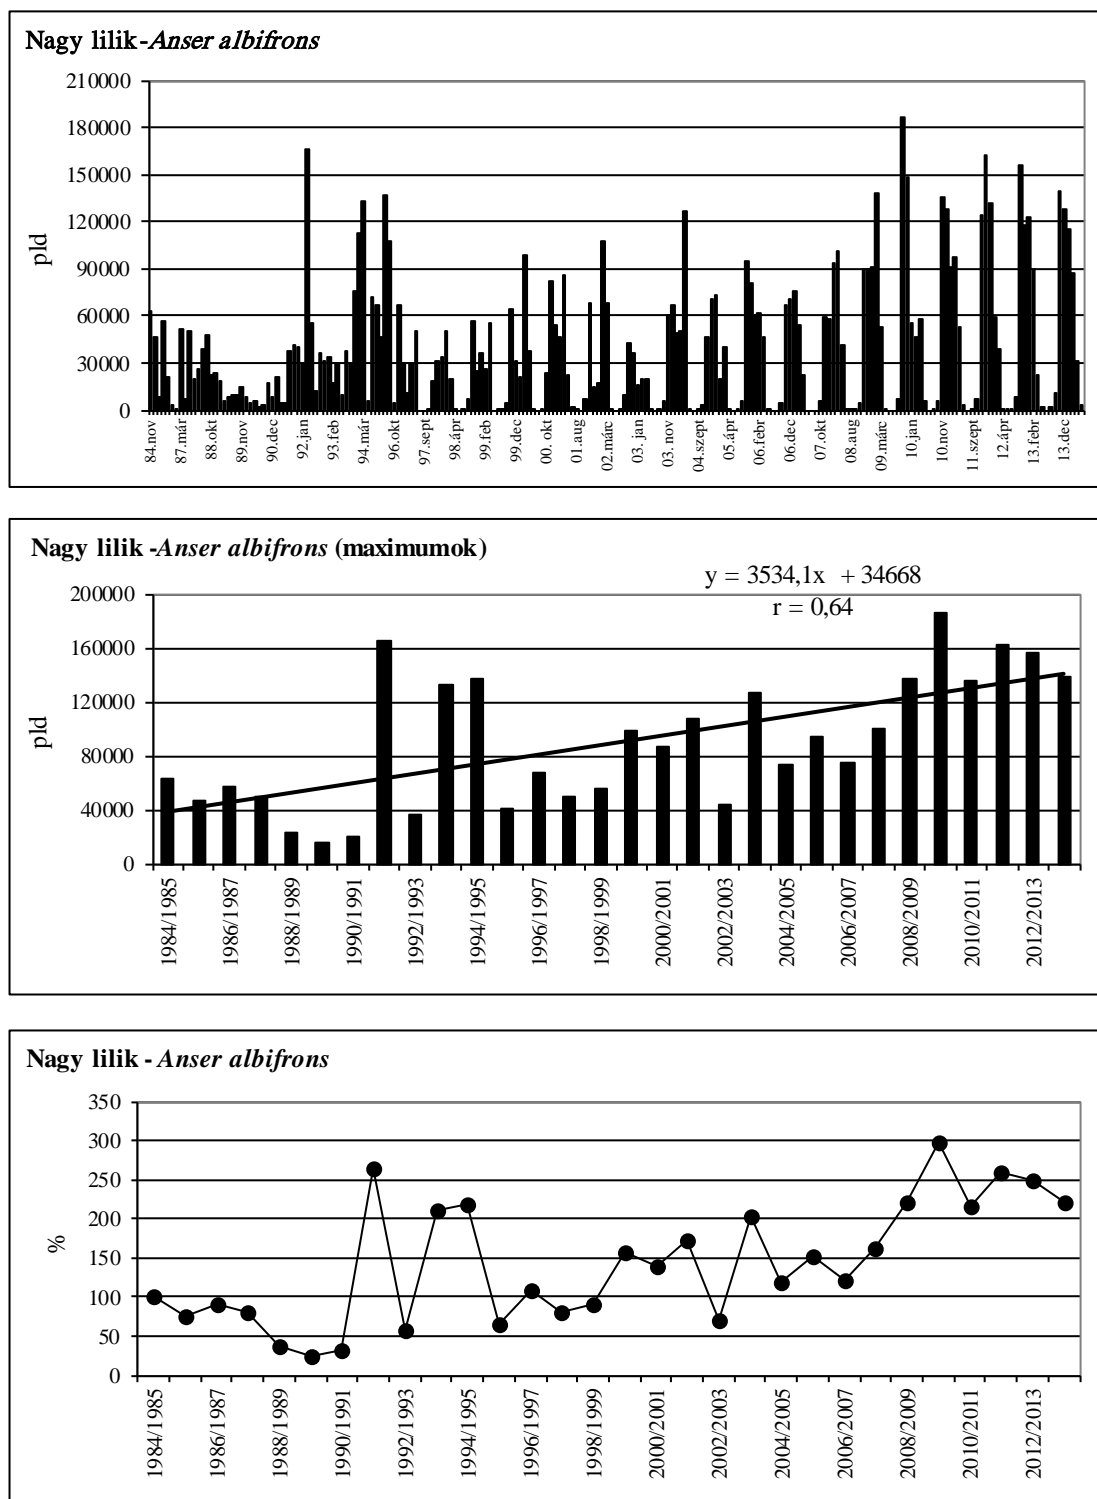 Nagy lilik-Anser albifrons
210000
180000
150000
120000
90000
60000
30000
0
pld
84.nov
87.már
88.okt
89.nov
90.dec
92.jan
93.feb
94.már
96.okt
97.sept
98.ápr
99.feb
99.dec
00. okt
01.aug
02.márc
03. jan
03. nov
04.szept
05.ápr
06.febr
06.dec
07.okt
08.aug
09.márc
10.jan
10.nov
11.szept
12.ápr
13.febr
13.dec
Nagy lilik -Anser albifrons (maximumok)
y = 3534,1x + 34668
r = 0,64
200000
160000
120000
80000
40000
0
pld
1984/1985
1986/1987
1988/1989
1990/1991
1992/1993
1994/1995
1996/1997
1998/1999
2000/2001
2002/2003
2004/2005
2006/2007
2008/2009
2010/2011
2012/2013
Nagy lilik - Anser albifrons
350
300
250
200
150
100
50
0
%
1984/1985
1986/1987
1988/1989
1990/1991
1992/1993
1994/1995
1996/1997
1998/1999
2000/2001
2002/2003
2004/2005
2006/2007
2008/2009
2010/2011
2012/2013